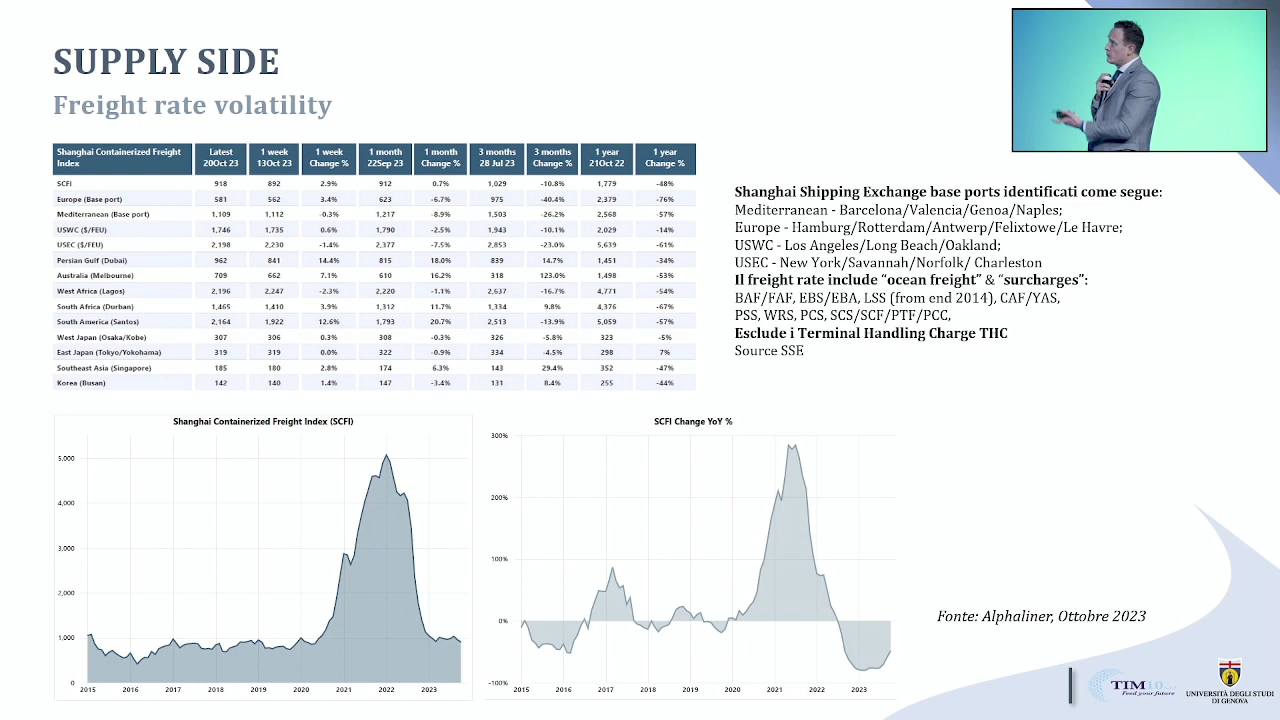 SUPPLY SIDE
Freight rate volatility
Shanghai Containerized Freight Index | Latest 20Oct 23 | 1 week 13Oct 23 | 1 week Change % | 1 month 22Sep 23 | 1 month Change % | 3 months 28 Jul 23 | 3 months Change % | 1 year 21Oct 22 | 1 year Change %
SCFI 918 892 2.9% 912 0.7% 1,029 -10.8% 1,779 -48%
Europe (Base port) 581 562 3.4% 623 -6.7% 975 -40.4% 2,379 -76%
Mediterranean (Base port) 1,109 1,112 -0.3% 1,217 -8.9% 1,503 -26.2% 2,568 -57%
USWC ($/FEU) 1,746 1,735 0.6% 1,790 -2.5% 1,943 -10.1% 2,029 -14%
USEC ($/FEU) 2,198 2,230 -1.4% 2,377 -7.5% 2,853 -23.0% 5,639 -61%
Persian Gulf (Dubai) 962 841 14.4% 815 18.0% 839 14.7% 1,451 -34%
Australia (Melbourne) 709 662 7.1% 610 16.2% 318 123.0% 1,498 -53%
West Africa (Lagos) 2,196 2,247 -2.3% 2,220 -1.1% 2,637 -16.7% 4,771 -54%
South Africa (Durban) 1,465 1,410 3.9% 1,312 11.7% 1,334 9.8% 4,376 -67%
South America (Santos) 2,164 1,922 12.6% 1,793 20.7% 2,513 -13.9% 5,059 -57%
West Japan (Osaka/Kobe) 307 306 0.3% 308 -0.3% 326 -5.8% 323 -5%
East Japan (Tokyo/Yokohama) 319 319 0.0% 322 -0.9% 334 -4.5% 298 7%
Southeast Asia (Singapore) 185 180 2.8% 174 6.3% 143 29.4% 352 -47%
Korea (Busan) 142 140 1.4% 147 -3.4% 131 8.4% 255 -44%
Shanghai Shipping Exchange base ports identificati come segue:
Mediterranean - Barcelona/Valencia/Genoa/Naples;
Europe - Hamburg/Rotterdam/Antwerp/Felixtowe/Le Havre;
USWC - Los Angeles/Long Beach/Oakland;
USEC - New York/Savannah/Norfolk/ Charleston
Il freight rate include “ocean freight” & “surcharges”:
BAF/FAF, EBS/EBA, LSS (from end 2014), CAF/YAS,
PSS, WRS, PCS, SCS/SCF/PTF/PCC,
Esclude i Terminal Handling Charge THC
Source SSE
Shanghai Containerized Freight Index (SCFI)
5,000
4,000
3,000
2,000
1,000
0
2015 2016 2017 2018 2019 2020 2021 2022 2023
SCFI Change YoY %
300%
200%
100%
0%
-100%
2015 2016 2017 2018 2019 2020 2021 2022 2023
Fonte: Alphaliner, Ottobre 2023
TIM10
Feed your future
UNIVERSITÀ DEGLI STUDI
DI GENOVA